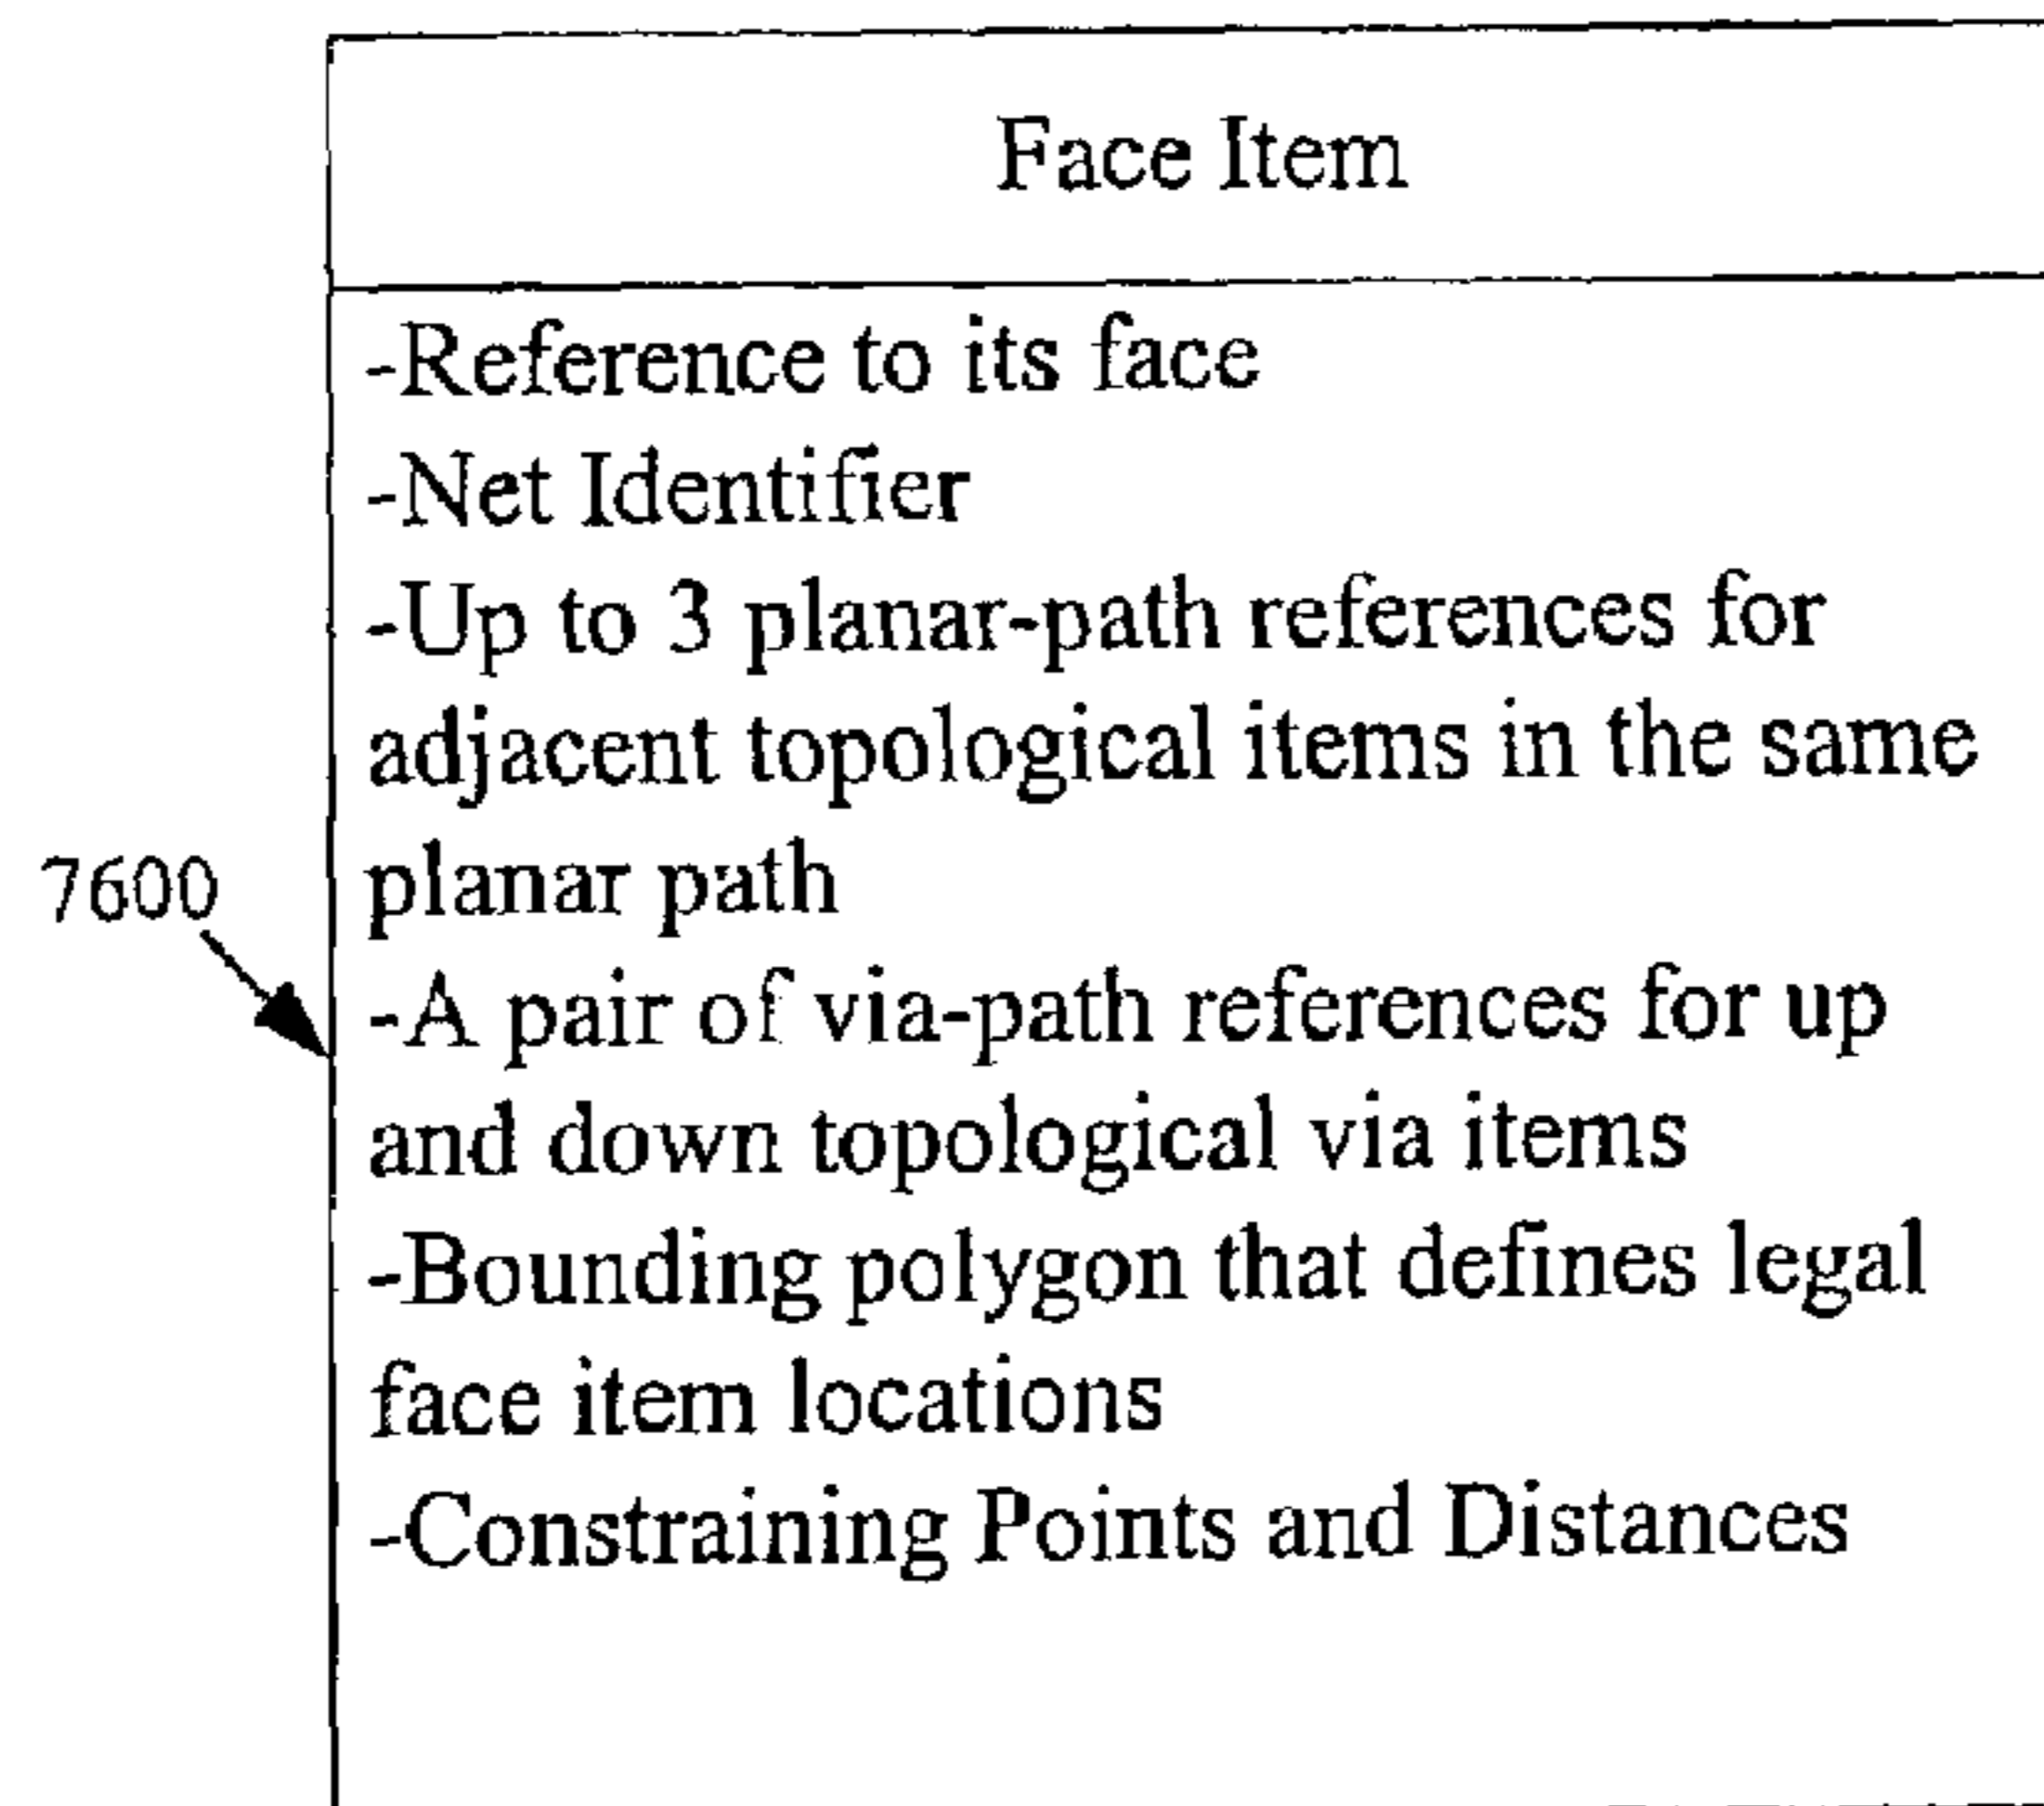 Face Item
-Reference to its face
-Net Identifier
-Up to 3 planar-path references for
adjacent topological items in the same
planar path
7600
-A pair of via-path references for up
and down topological via items
-Bounding polygon that defines legal
face item locations
-Constraining Points and Distances